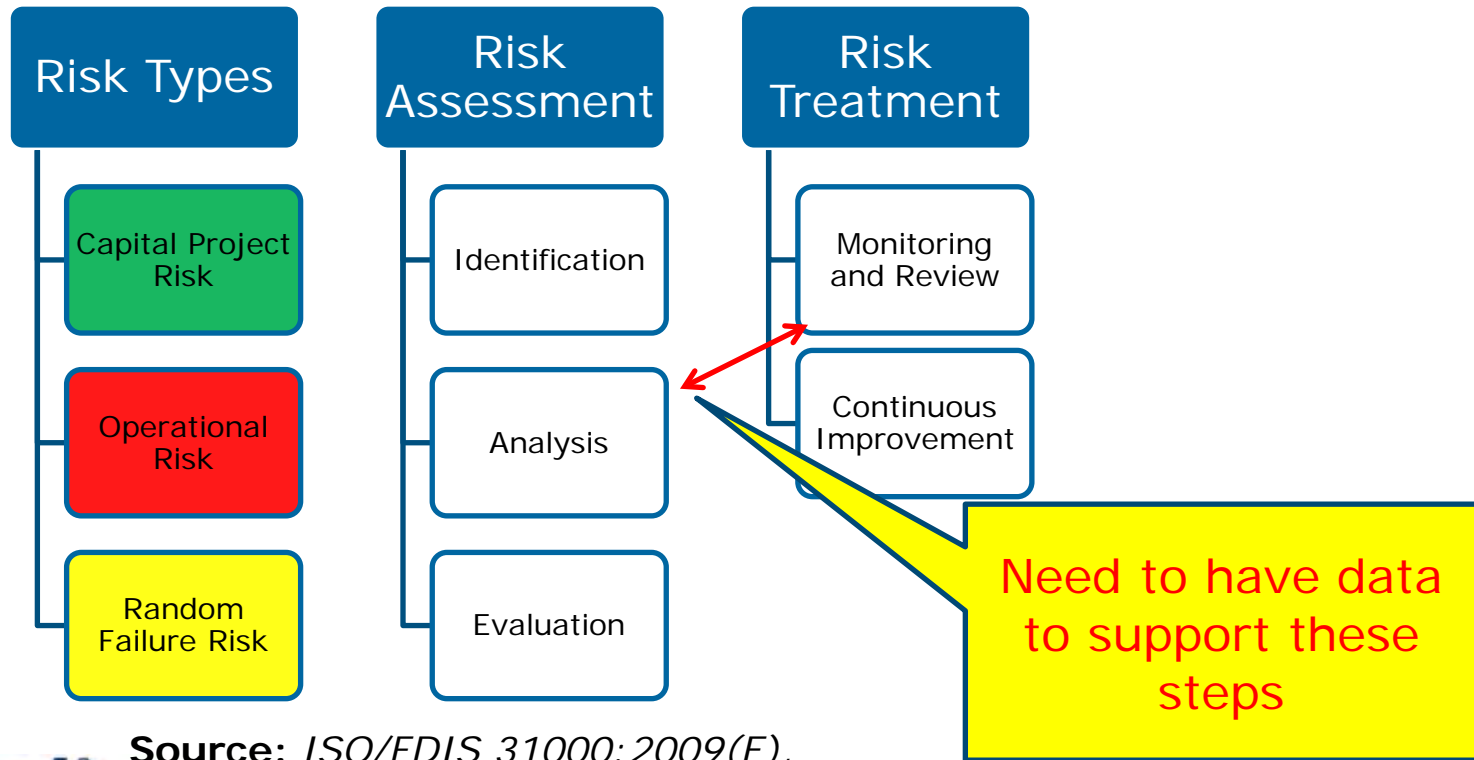 Risk Types
Capital Project
Risk
Operational
Risk
Random
Failure Risk
Risk
Assessment
Identification
Analysis
Evaluation
Risk
Treatment
Monitoring
and Review
Continuous
Improvement
Need to have data
to support these
steps
Source: ISO/FDIS 31000:2009(E),